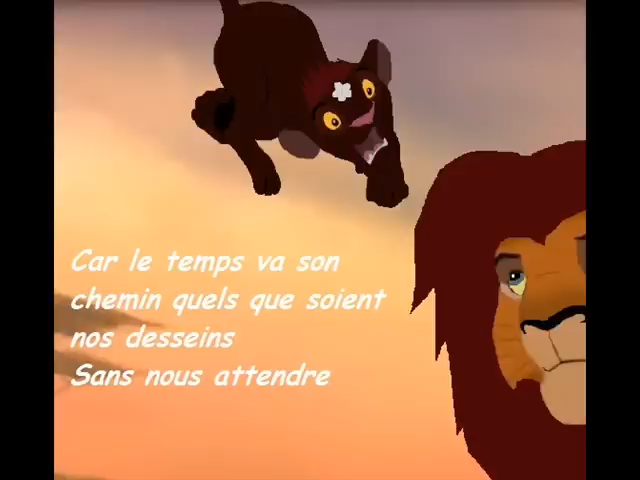 Car le temps va son
chemin quels que soient
nos desseins
Sans nous attendre